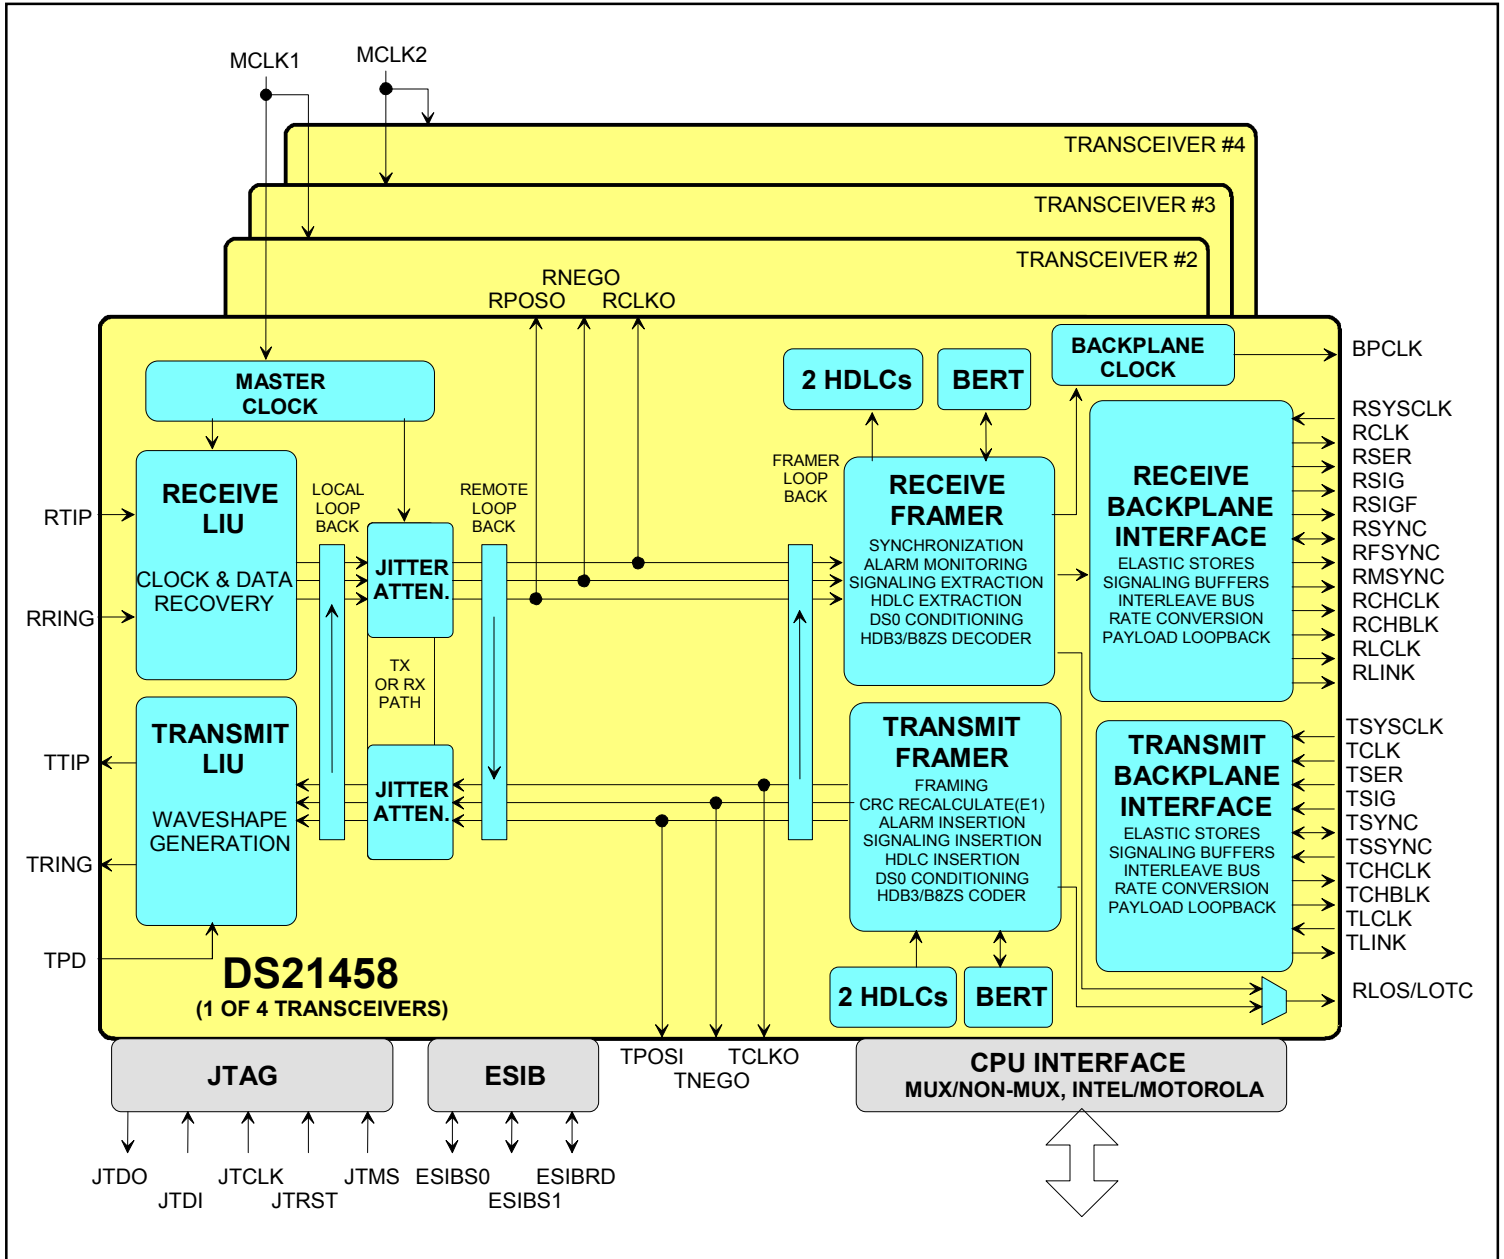 MCLK1
MCLK2
TRANSCEIVER #4
TRANSCEIVER #3
TRANSCEIVER #2
RNEGO
RPOSO
RCLKO
MASTER
CLOCK
2 HDLCs
BERT
BACKPLANE
CLOCK
BPCLK
RECEIVE
LIU
CLOCK & DATA
RECOVERY
RTIP
RRING
LOCAL
LOOP
BACK
JITTER
ATTEN.
REMOTE
LOOP
BACK
FRAMER
LOOP
BACK
RECEIVE
FRAMER
SYNCHRONIZATION
ALARM MONITORING
SIGNALING EXTRACTION
HDLC EXTRACTION
DS0 CONDITIONING
HDB3/B8ZS DECODER
RECEIVE
BACKPLANE
INTERFACE
ELASTIC STORES
SIGNALING BUFFERS
INTERLEAVE BUS
RATE CONVERSION
PAYLOAD LOOPBACK
RSYSCLK
RCLK
RSER
RSIG
RSIGF
RSYNC
RFSYNC
RMSYNC
RCHCLK
RCHBLK
RLCLK
RLINK
TX
OR RX
PATH
TRANSMIT
LIU
WAVESHAPE
GENERATION
TTIP
TRING
TPD
JITTER
ATTEN.
TRANSMIT
FRAMER
FRAMING
CRC RECALCULATE(E1)
ALARM INSERTION
SIGNALING INSERTION
HDLC INSERTION
DS0 CONDITIONING
HDB3/B8ZS CODER
TRANSMIT
BACKPLANE
INTERFACE
ELASTIC STORES
SIGNALING BUFFERS
INTERLEAVE BUS
RATE CONVERSION
PAYLOAD LOOPBACK
TSYSCLK
TCLK
TSER
TSIG
TSYNC
TSSYNC
TCHCLK
TCHBLK
TLCLK
TLINK
RLOS/LOTC
DS21458
(1 OF 4 TRANSCEIVERS)
2 HDLCs
BERT
TPOSI
TNEGO
TCLKO
JTAG
ESIB
CPU INTERFACE
MUX/NON-MUX, INTEL/MOTOROLA
JTDO
JTDI
JTCLK
JTRST
JTMS
ESIBS0
ESIBS1
ESIBRD